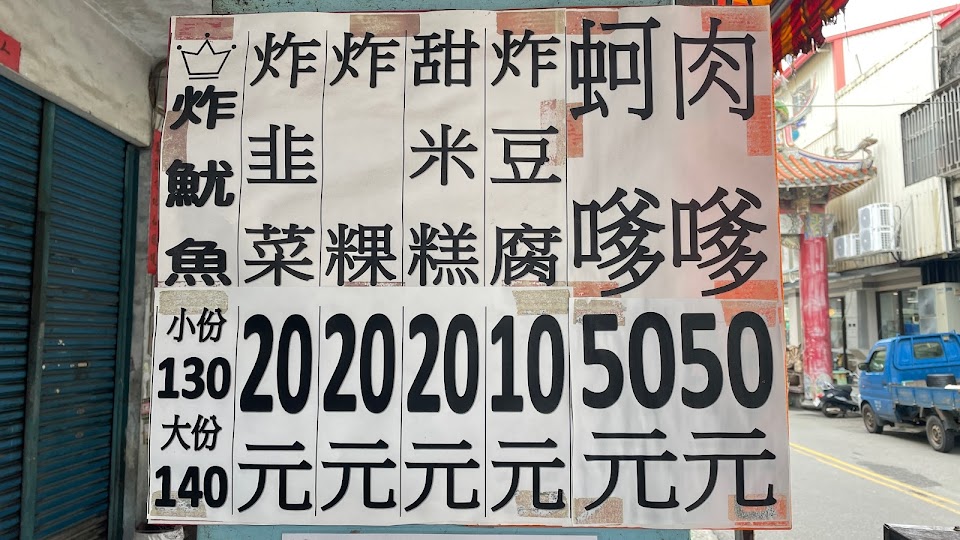 炸魷魚
小份
130
大份
140
炸韭菜
20元
炸粿
20元
甜米糕
20元
炸豆腐
10元
蚵嗲
50元
肉嗲
50元